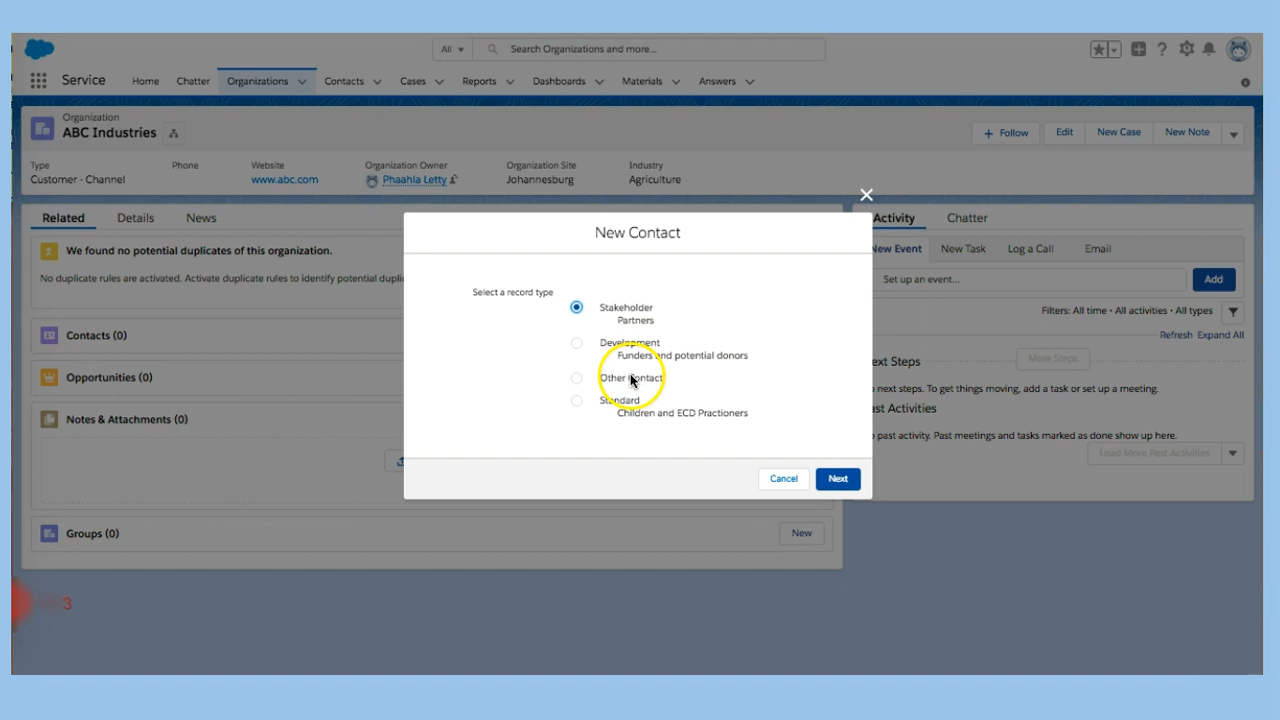 All
Search Organizations and more...
Service
Home
Chatter
Organizations
Contacts
Cases
Reports
Dashboards
Materials
Answers
Organization
ABC Industries
Follow
Edit
New Case
New Note
Type
Phone
Website
Organization Owner
Organization Site
Industry
Customer - Channel
www.abc.com
Phaahla Letty
Johannesburg
Agriculture
Related
Details
News
We found no potential duplicates of this organization.
No duplicate rules are activated. Activate duplicate rules to identify potential dupli
Contacts (0)
Opportunities (0)
Notes & Attachments (0)
Groups (0)
New
New Contact
Select a record type
Stakeholder
Partners
Development
Funders and potential donors
Other Contact
Standard
Children and ECD Practioners
Cancel
Next
Activity
Chatter
New Event
New Task
Log a Call
Email
Set up an event...
Add
Filters: All time • All activities • All types
Refresh
Expand All
ext Steps
More Steps
next steps. To get things moving, add a task or set up a meeting.
ast Activities
past activity. Past meetings and tasks marked as done show up here.
Load More Past Activities
3